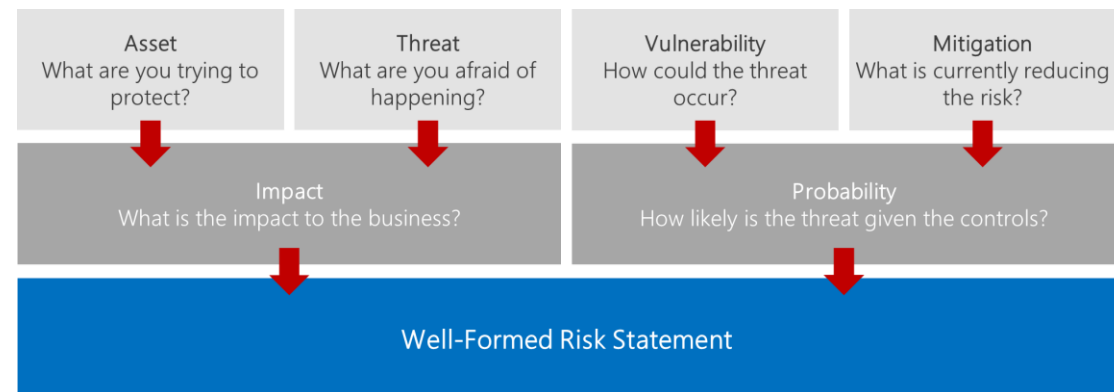 Asset
What are you trying to
protect?
Threat
What are you afraid of
happening?
Vulnerability
How could the threat
occur?
Mitigation
What is currently reducing
the risk?
Impact
What is the impact to the business?
Probability
How likely is the threat given the controls?
Well-Formed Risk Statement